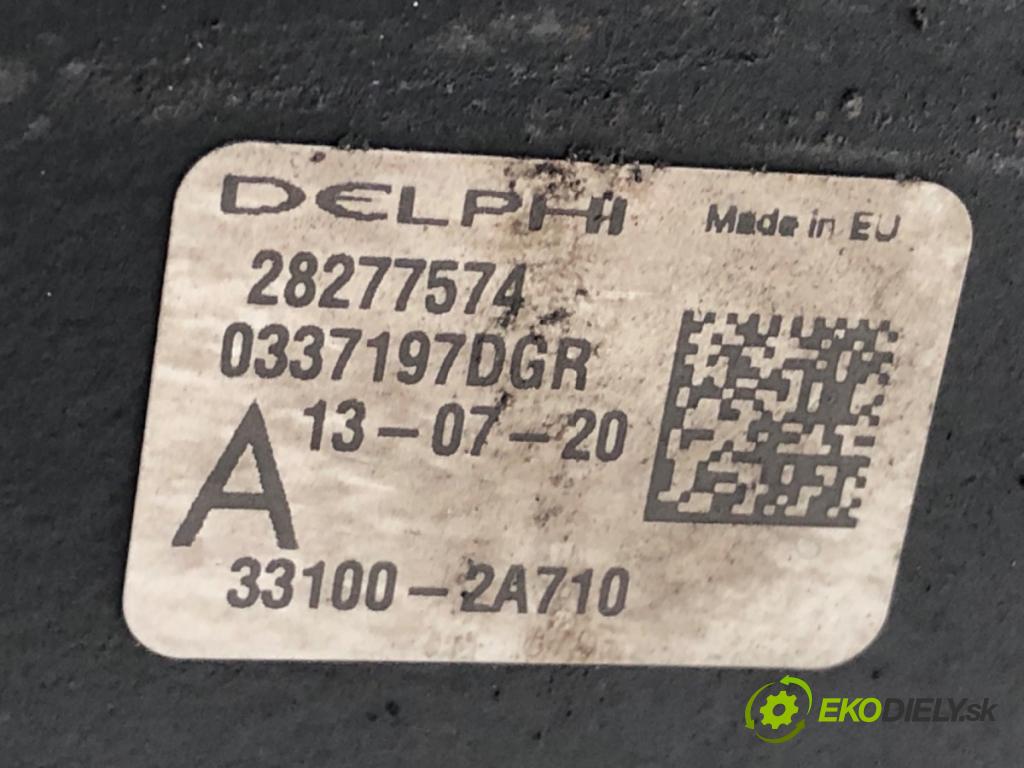 DELPHI
Made in EU
28277574
0337197DGR
13-07-20
A
33100-2A710
EKODIELY.sk